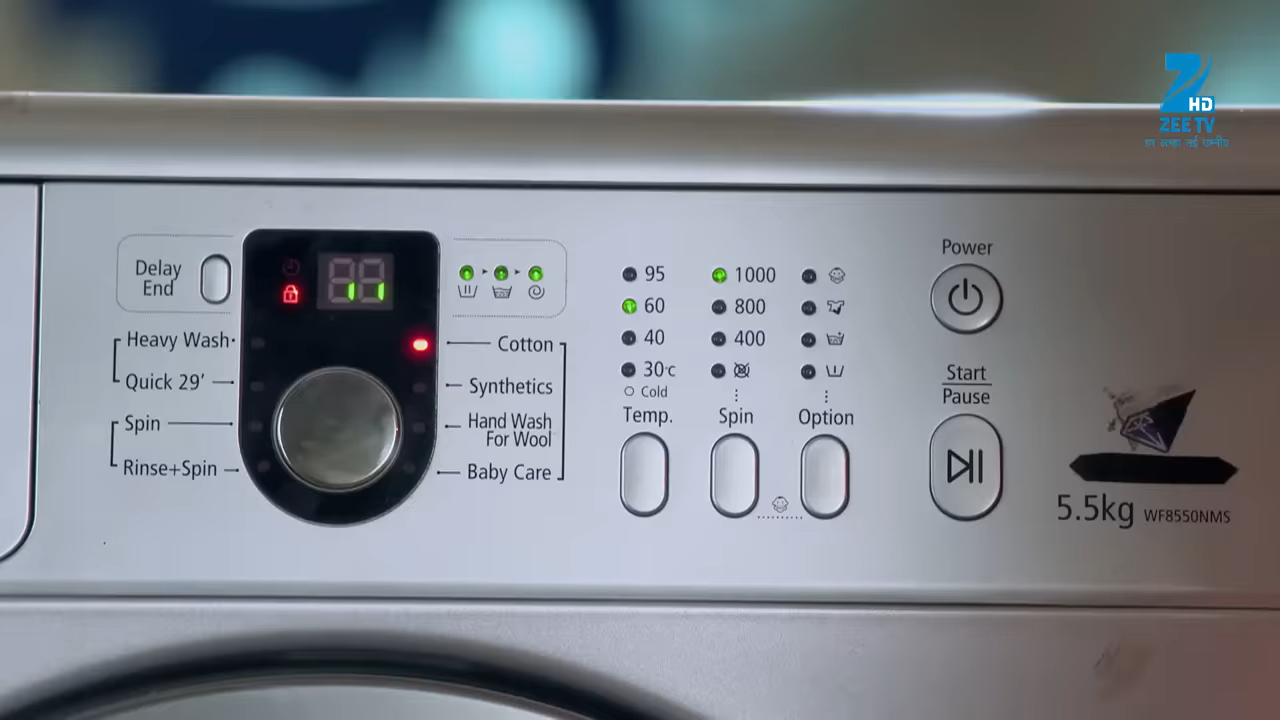 HD
ZEE TV
Delay
End
Heavy Wash
Quick 29'
Spin
Rinse+Spin
Cotton
Synthetics
Hand Wash
For Wool
Baby Care
95
60
40
30°c
Cold
Temp.
1000
800
400
Spin
Option
Power
Start
Pause
5.5kg WF8550NMS